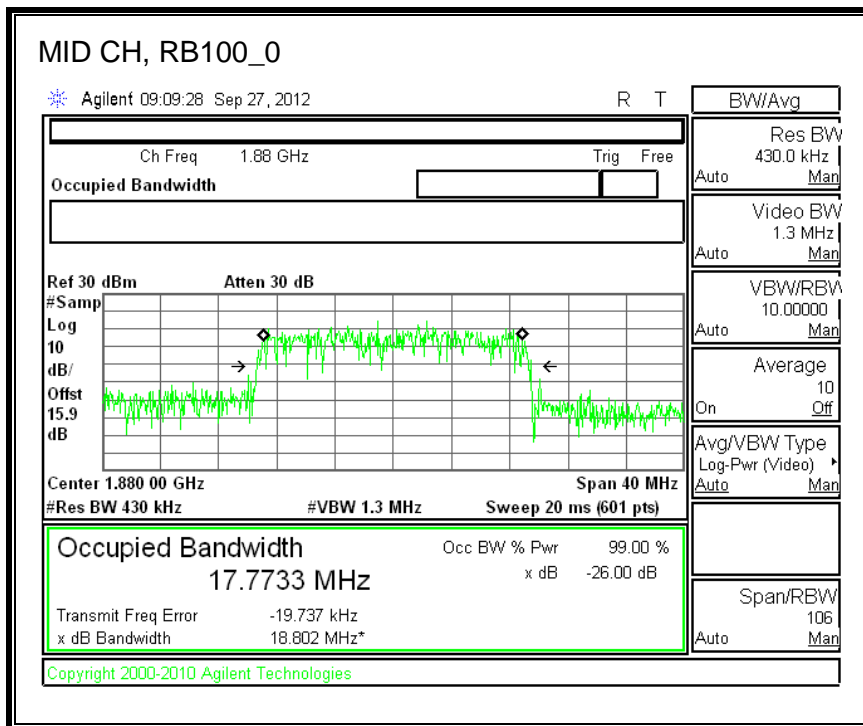 MID CH, RB100_0
Agilent 09:09:28 Sep 27, 2012 R T
Ch Freq 1.88 GHz Trig Free
Occupied Bandwidth
Ref 30 dBm Atten 30 dB
#Samp
Log
10
dB/
Offst
15.9
dB
Center 1.880 00 GHz Span 40 MHz
#Res BW 430 kHz #VBW 1.3 MHz Sweep 20 ms (601 pts)
Occupied Bandwidth Occ BW % Pwr 99.00 %
17.7733 MHz x dB -26.00 dB
Transmit Freq Error -19.737 kHz
x dB Bandwidth 18.802 MHz*
Copyright 2000-2010 Agilent Technologies
BW/Avg
Res BW
430.0 kHz
Auto Man
Video BW
1.3 MHz
Auto Man
VBW/RBW
10.00000
Auto Man
Average
10
On Off
Avg/VBW Type
Log-Pwr (Video)
Auto Man
Span/RBW
106
Auto Man